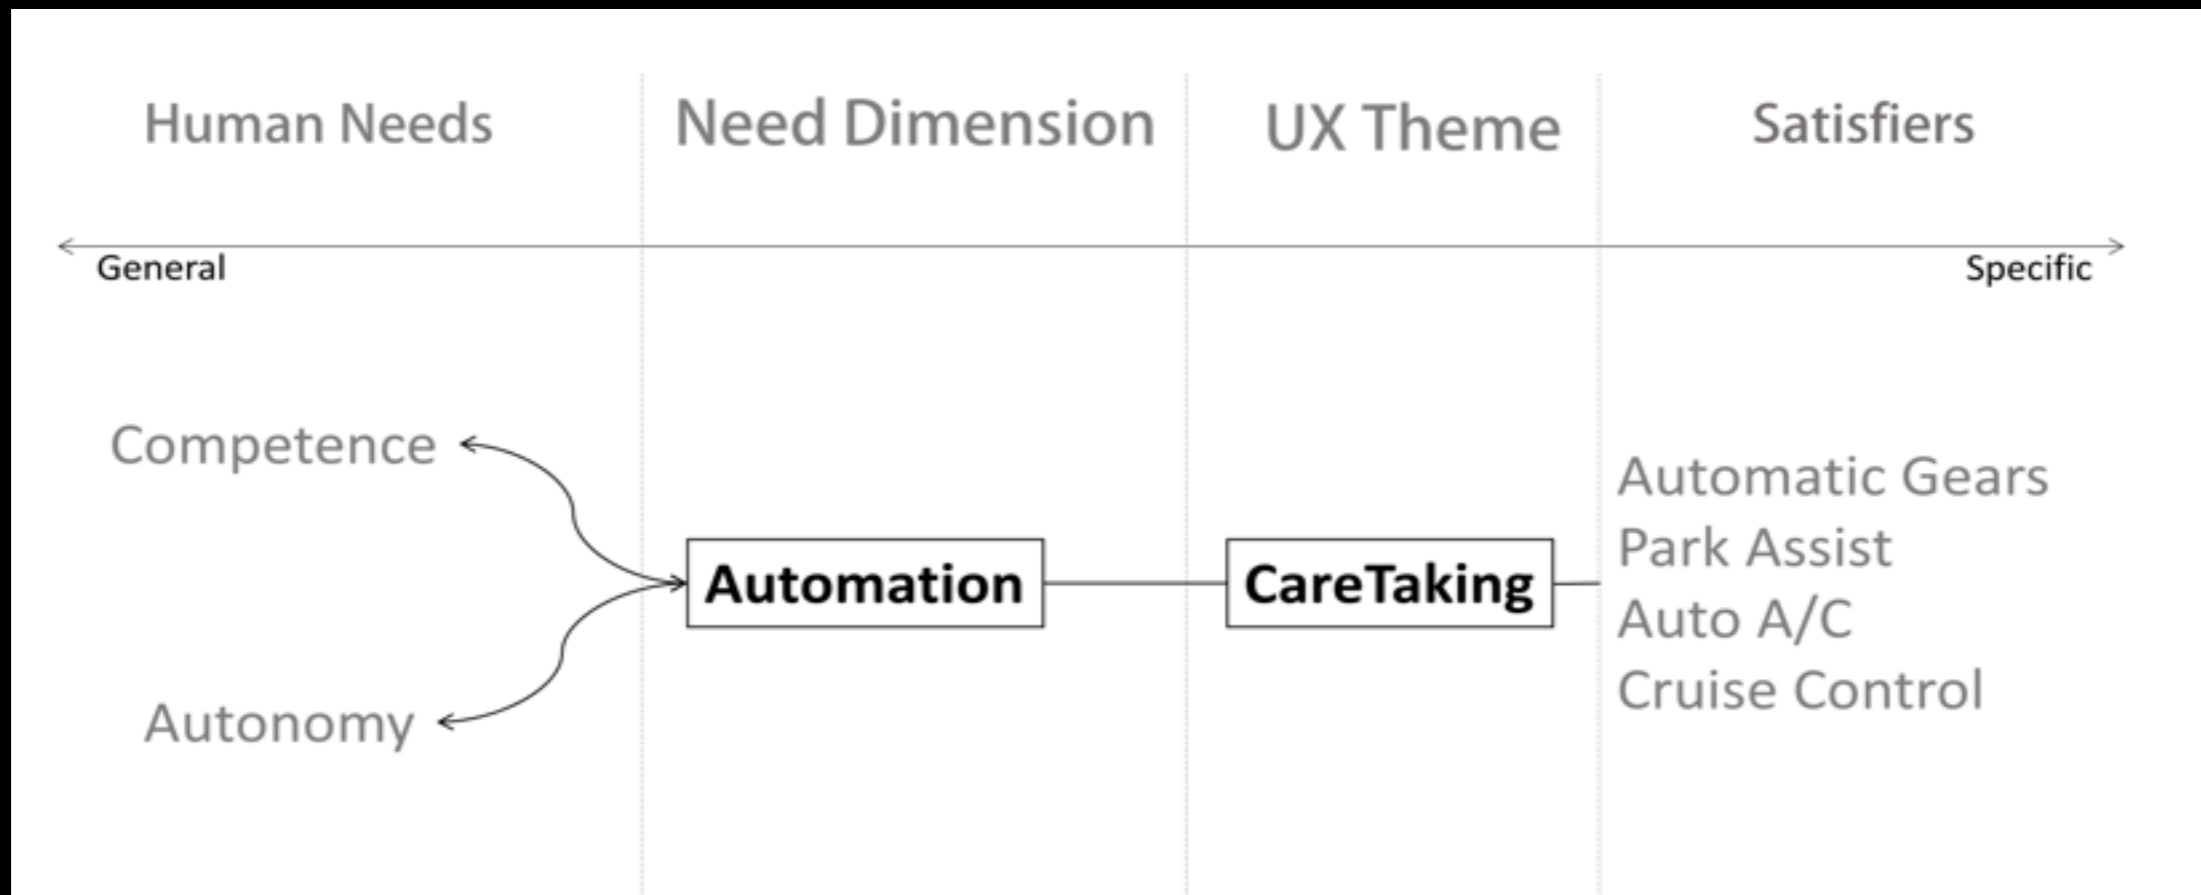 Human Needs
Need Dimension
UX Theme
Satisfiers
General
Specific
Competence
Autonomy
Automation
CareTaking
Automatic Gears
Park Assist
Auto A/C
Cruise Control